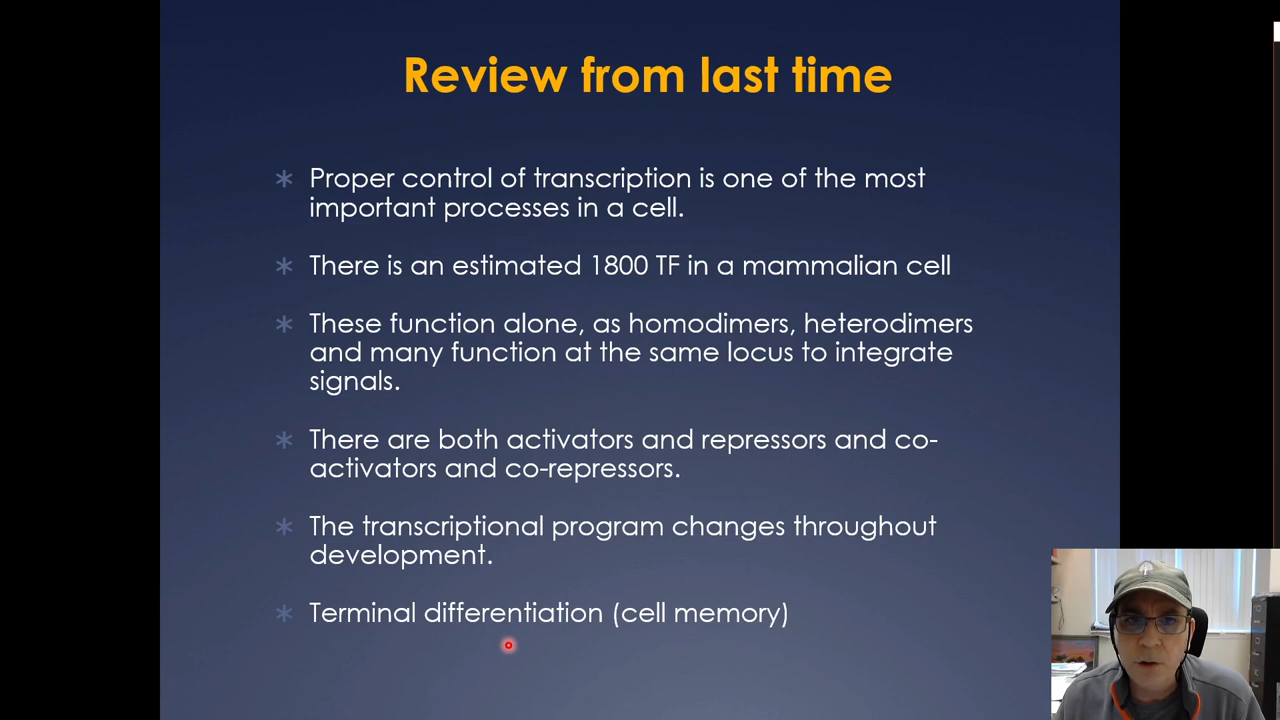 Review from last time
Proper control of transcription is one of the most
important processes in a cell.
There is an estimated 1800 TF in a mammalian cell
These function alone, as homodimers, heterodimers
and many function at the same locus to integrate
signals.
There are both activators and repressors and co-
activators and co-repressors.
The transcriptional program changes throughout
development.
Terminal differentiation (cell memory)